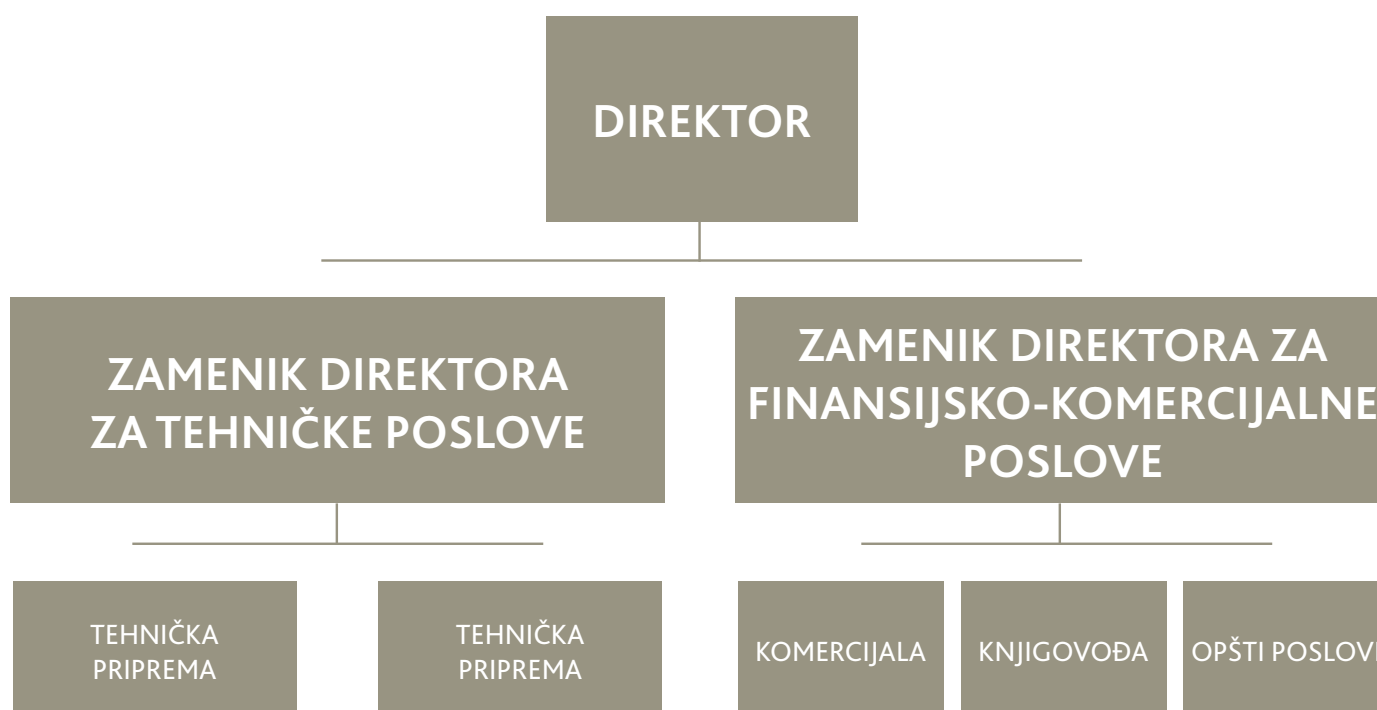 DIREKTOR
ZAMENIK DIREKTORA
ZA TEHNIČKE POSLOVE
ZAMENIK DIREKTORA ZA
FINANSIJSKO-KOMERCIJALNE
POSLOVE
TEHNIČKA
PRIPREMA
TEHNIČKA
PRIPREMA
KOMERCIJALA
KNJIGOVOĐA
OPŠTI POSLOVI